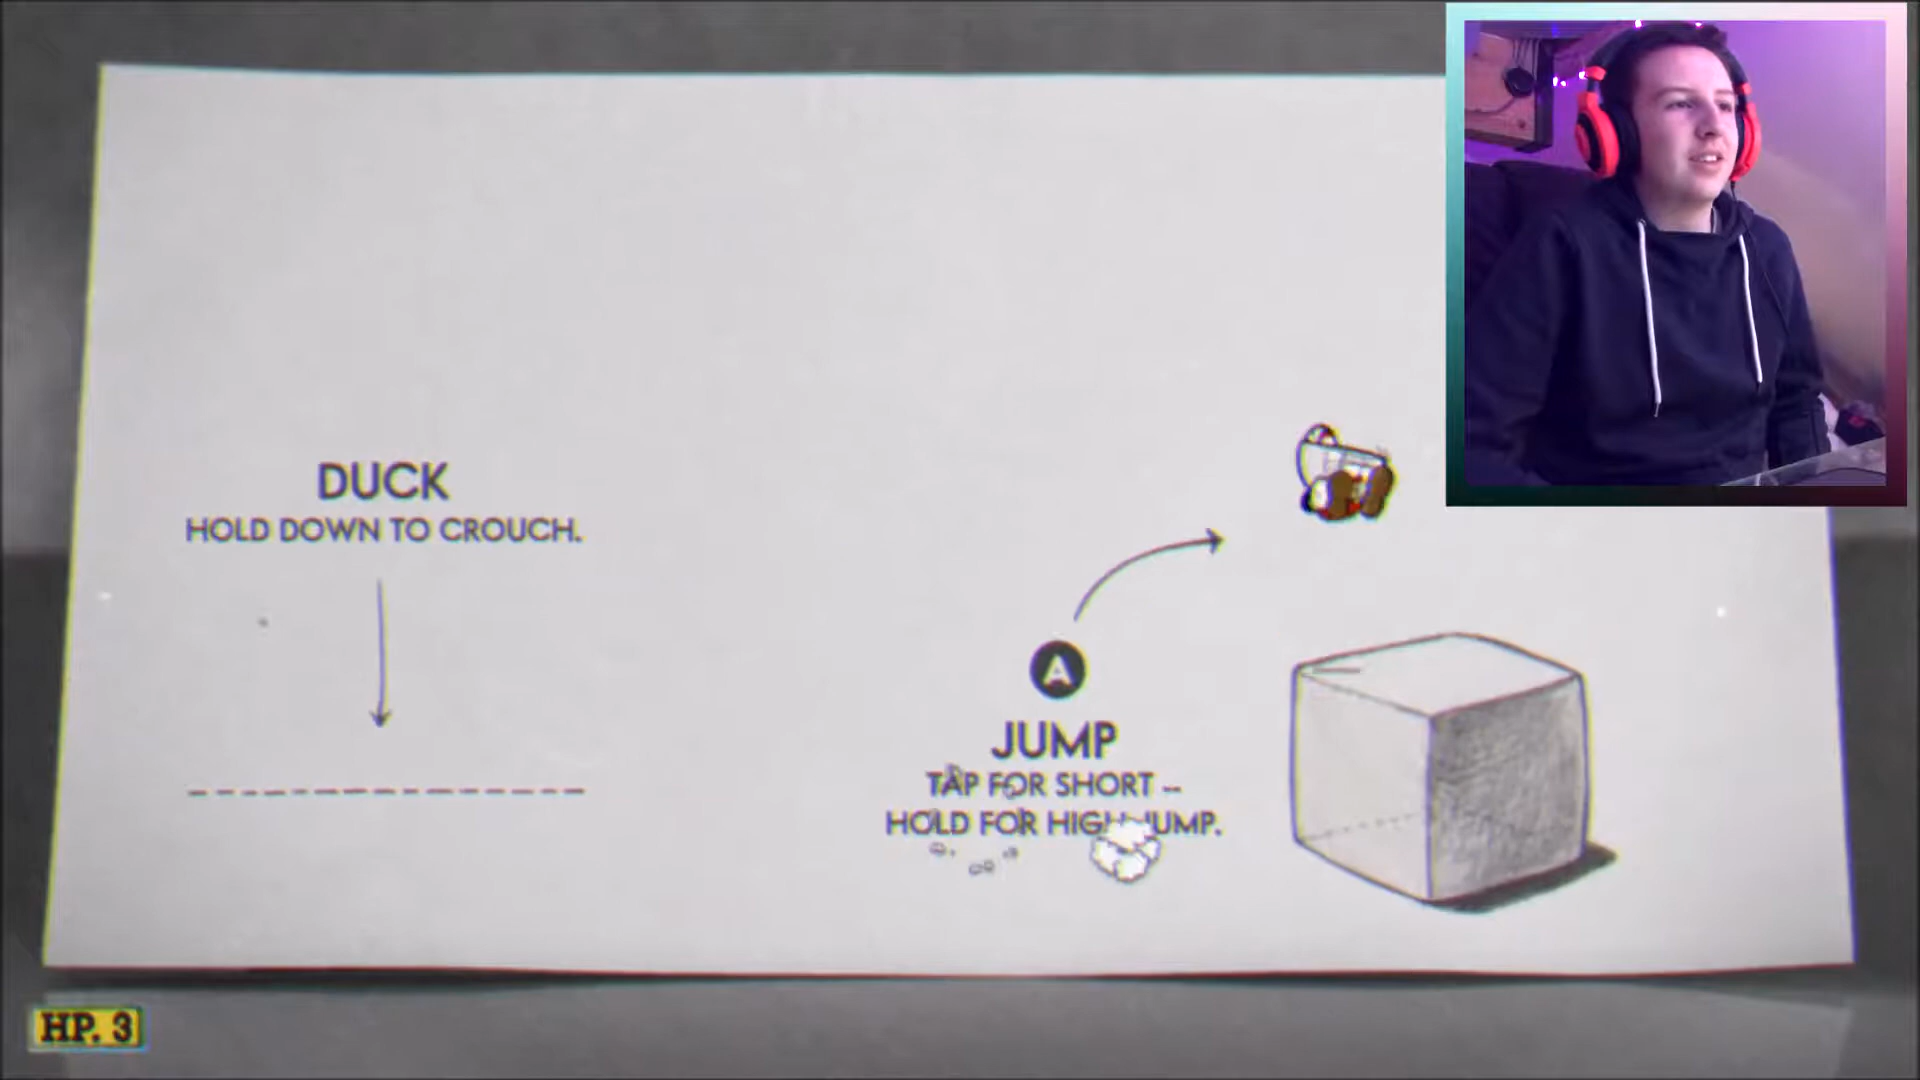 DUCK
HOLD DOWN TO CROUCH.
A
JUMP
TAP FOR SHORT --
HOLD FOR HIGH JUMP.
HP. 3